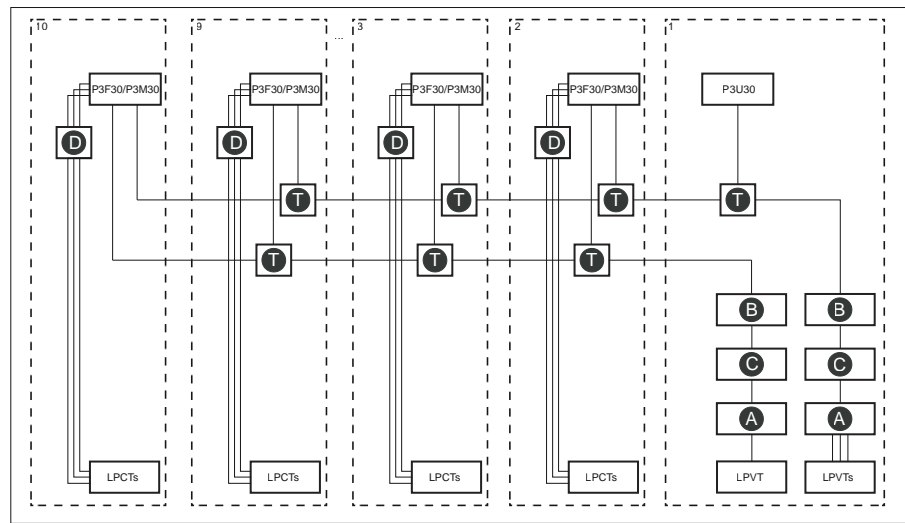 10
9
...
3
2
1
P3F30/P3M30
P3F30/P3M30
P3F30/P3M30
P3F30/P3M30
P3U30
D
D
D
D
T
T
T
T
T
T
T
B
B
C
C
A
A
LPCTs
LPCTs
LPCTs
LPCTs
LPVT
LPVTs